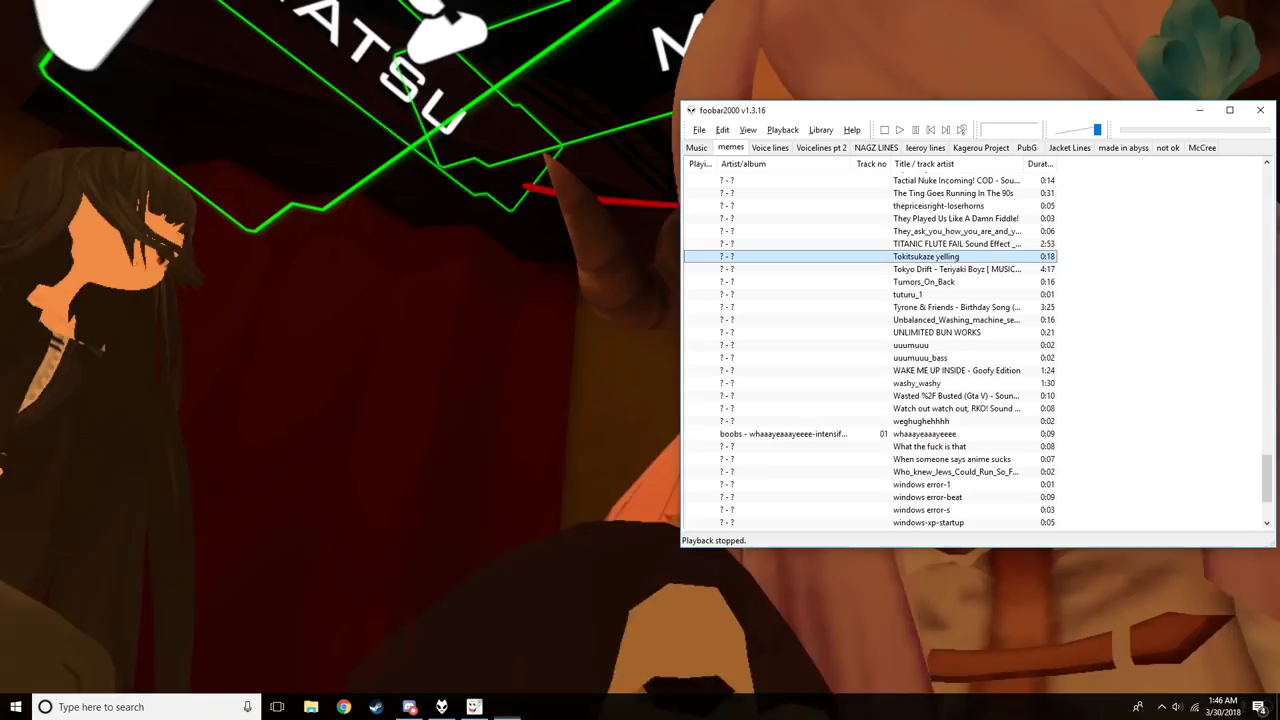 ATSU
M
foobar2000 v1.3.16
File Edit View Playback Library Help
Music memes Voice lines Voicelines pt 2 NAGZ LINES leeroy lines Kagerou Project PubG Jacket Lines made in abyss not ok McCree
Playi... Artist/album Track no Title / track artist Durat...
? - ? Tactial Nuke Incoming! COD - Sou... 0:14
? - ? The Ting Goes Running In The 90s 0:31
? - ? thepriceisright-loserhorns 0:05
? - ? They Played Us Like A Damn Fiddle! 0:03
? - ? They_ask_you_how_you_are_and_y... 0:06
? - ? TITANIC FLUTE FAIL Sound Effect _... 2:53
? - ? Tokitsukaze yelling 0:18
? - ? Tokyo Drift - Teriyaki Boyz [ MUSIC... 4:17
? - ? Tumors_On_Back 0:16
? - ? tuturu_1 0:01
? - ? Tyrone & Friends - Birthday Song (... 3:25
? - ? Unbalanced_Washing_machine_se... 0:16
? - ? UNLIMITED BUN WORKS 0:21
? - ? uuumuuu 0:02
? - ? uuumuuu_bass 0:02
? - ? WAKE ME UP INSIDE - Goofy Edition 1:24
? - ? washy_washy 1:30
? - ? Wasted %2F Busted (Gta V) - Soun... 0:10
? - ? Watch out watch out, RKO! Sound ... 0:08
? - ? weghughehhhh 0:02
boobs - whaaayeaaayeeee-intensif... 01 whaaayeaaayeeee 0:09
? - ? What the fuck is that 0:08
? - ? When someone says anime sucks 0:07
? - ? Who_knew_Jews_Could_Run_So_F... 0:02
? - ? windows error-1 0:01
? - ? windows error-beat 0:09
? - ? windows error-s 0:03
? - ? windows-xp-startup 0:05
Playback stopped.
Type here to search
1:46 AM
3/30/2018
4